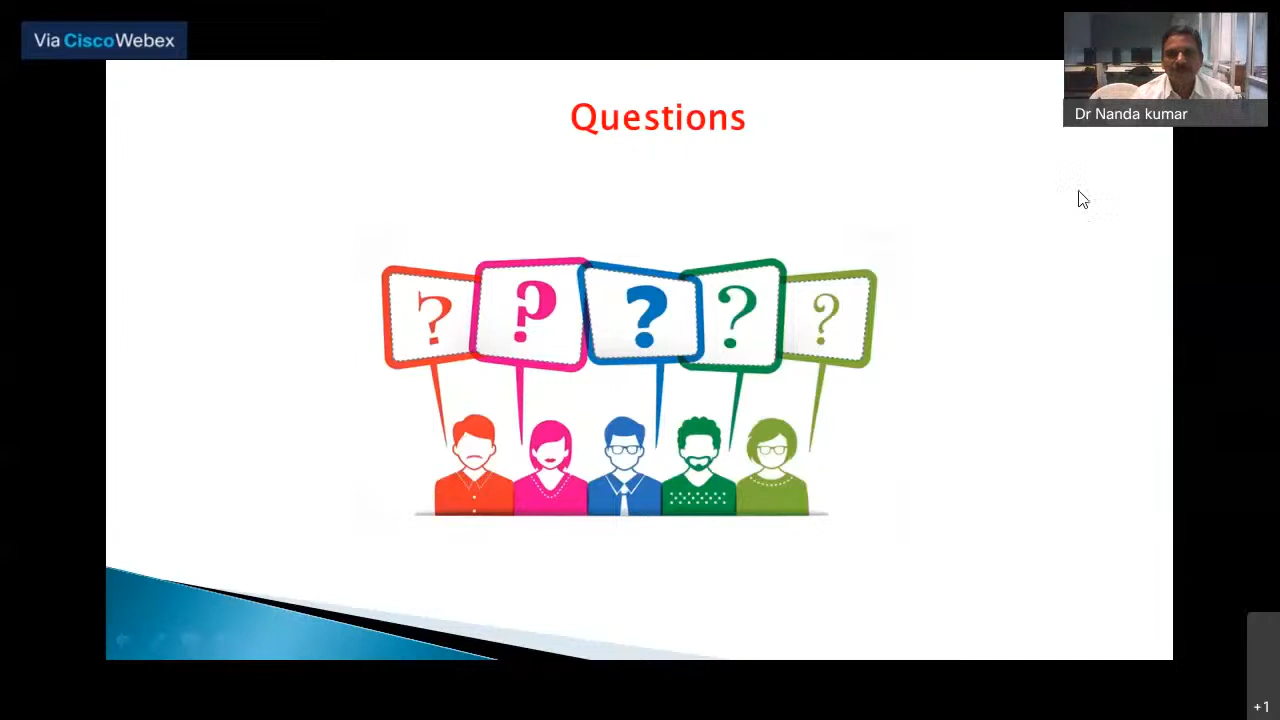 Via CiscoWebex
Dr Nanda kumar
Questions
? ? ? ? ?
+1